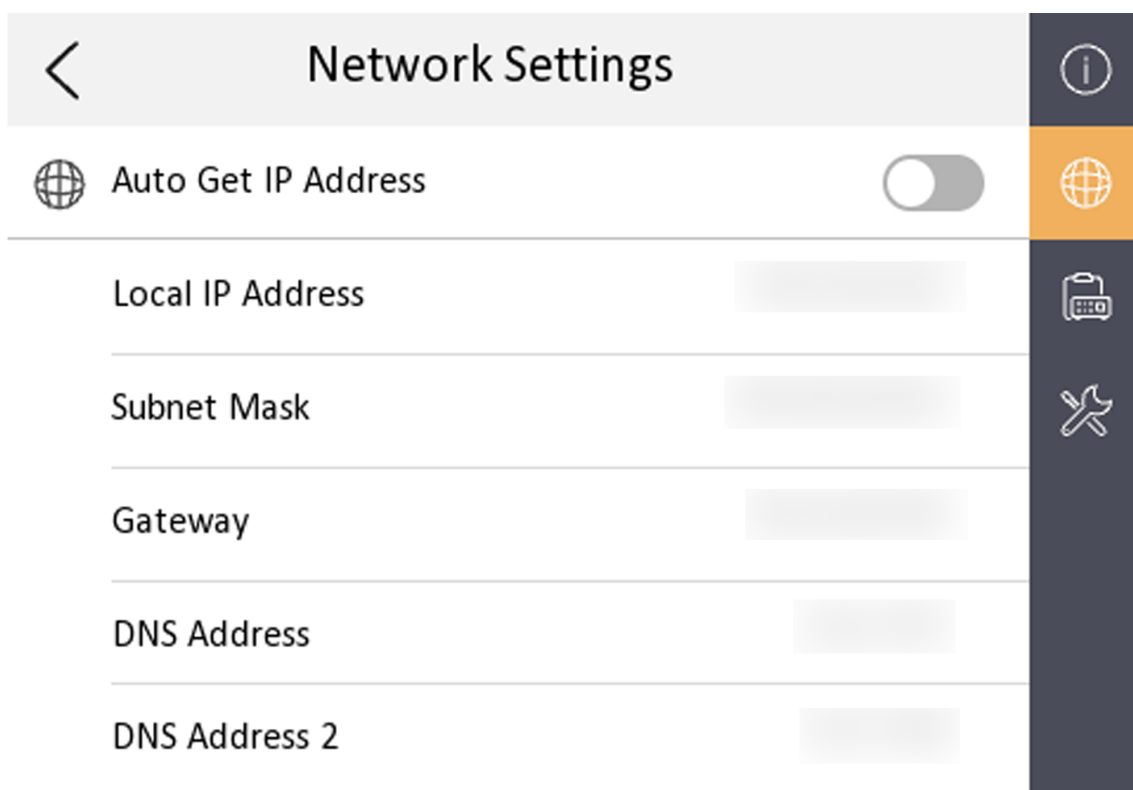 Network Settings
Auto Get IP Address
Local IP Address
Subnet Mask
Gateway
DNS Address
DNS Address 2